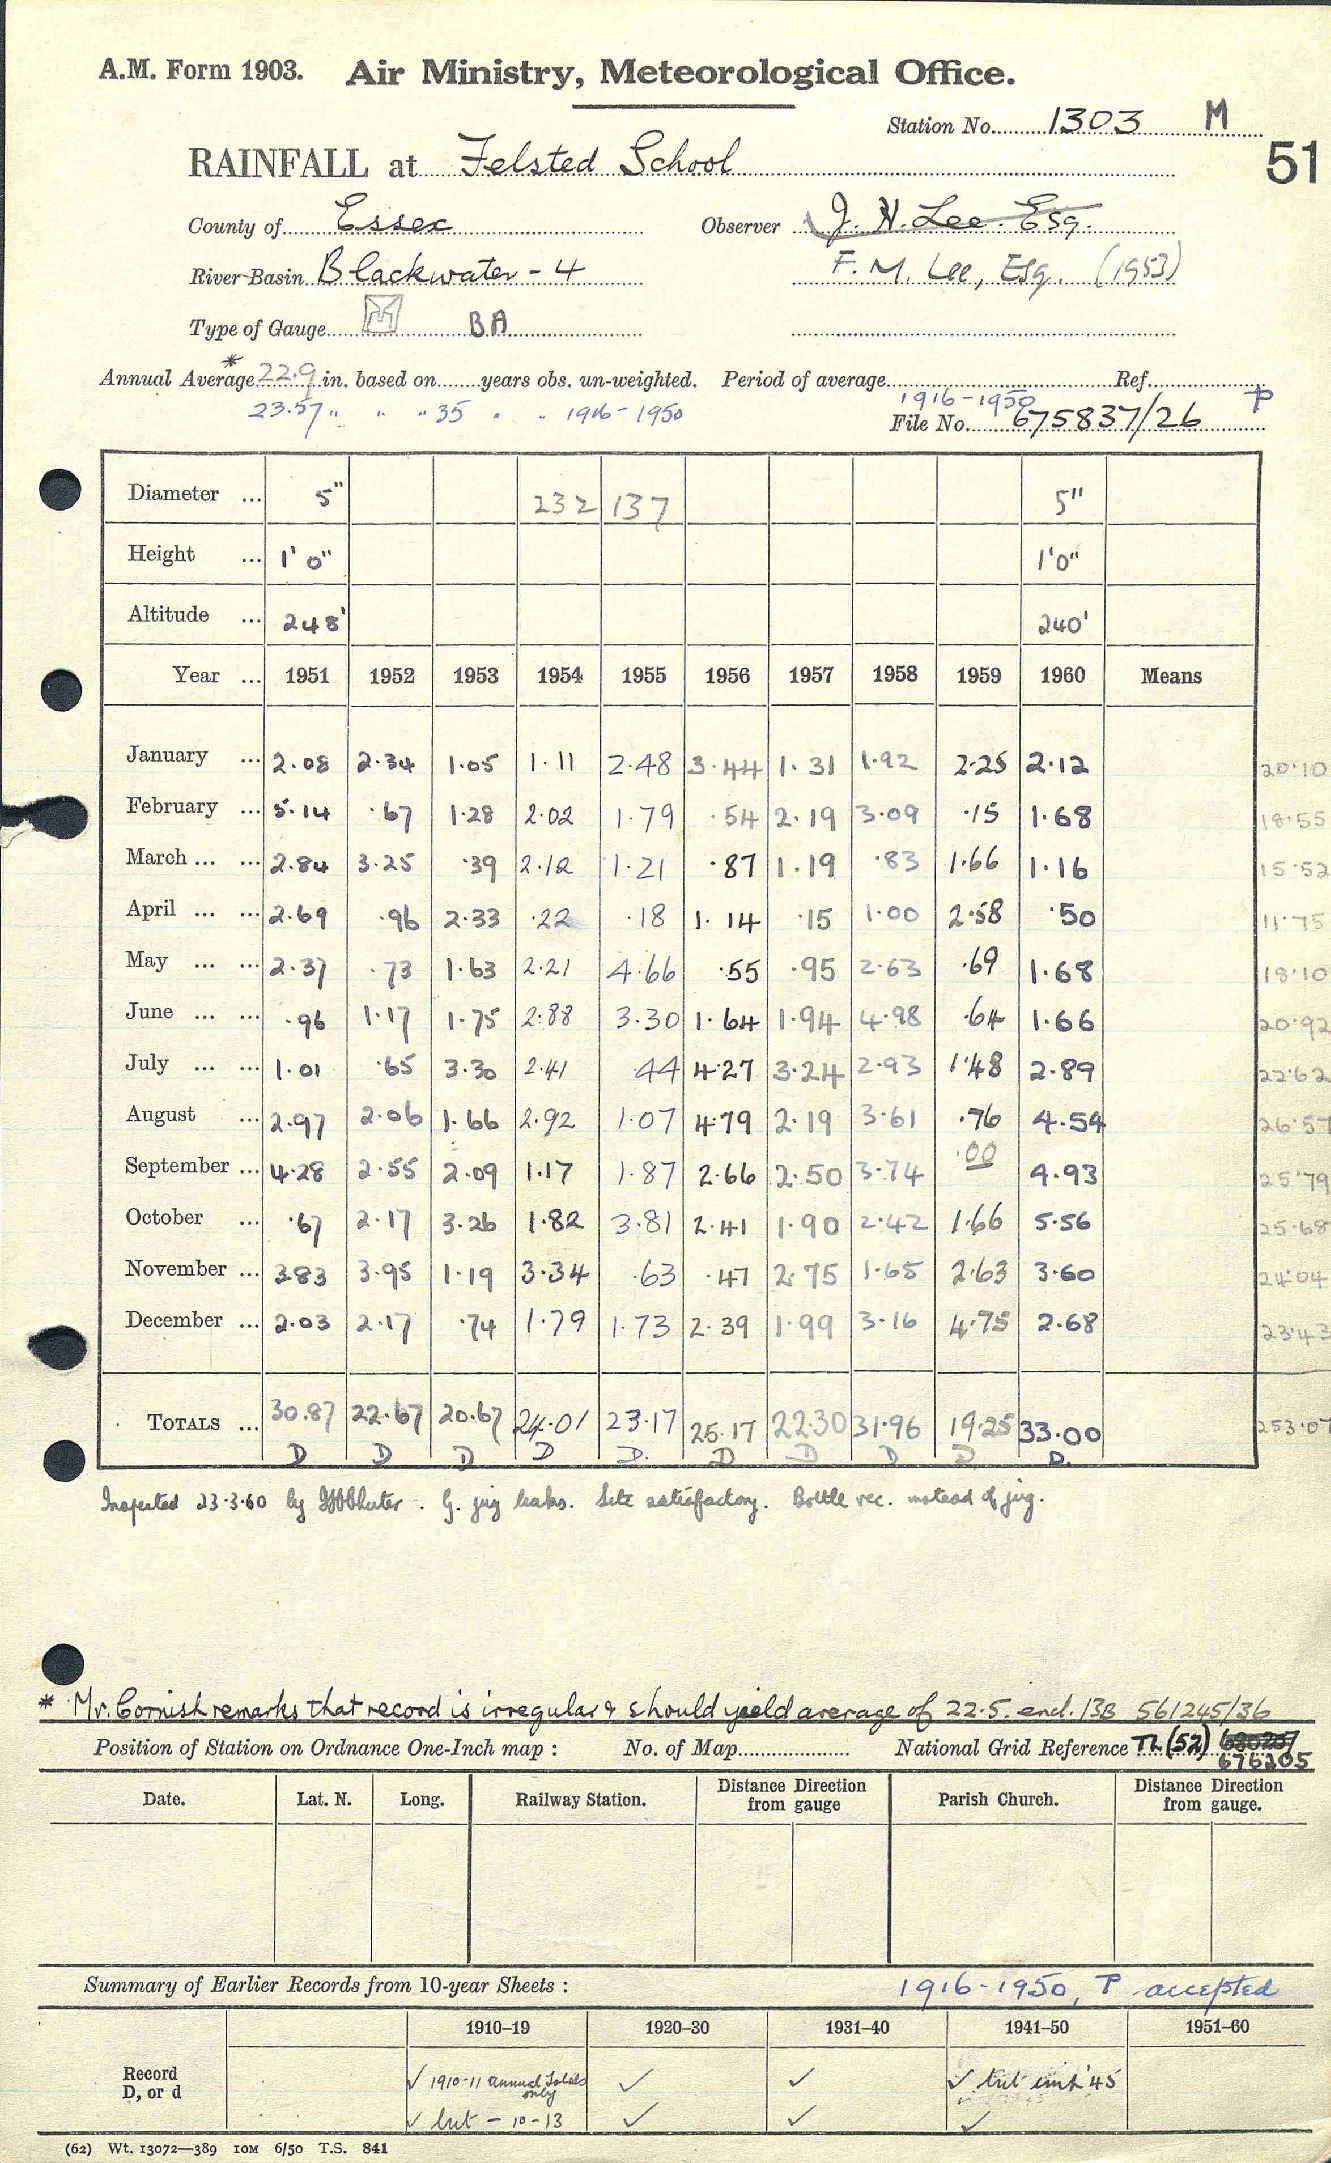 A.M. Form 1903. Air Ministry, Meteorological Office.
Station No. 1303 M
51
RAINFALL at Felsted School
County of Essex Observer J. H. Lee. Esq.
River Basin Blackwater - 4 F. M. Lee, Esq. (1953)
Type of Gauge M BA
Annual Average * 22.9 in. based on years obs. un-weighted. Period of average 1916-1950 Ref.
23.57 " " " 35 " " 1916-1950 File No. 675837/26 P
Diameter ... 5" 232 137 5"
Height ... 1' 0" 1'0"
Altitude ... 248' 240'
Year ... 1951 1952 1953 1954 1955 1956 1957 1958 1959 1960 Means
January ... 2.08 2.34 1.05 1.11 2.48 3.44 1.31 1.92 2.25 2.12 20.10
February ... 5.14 .67 1.28 2.02 1.79 .54 2.19 3.09 .15 1.68 18.55
March ... ... 2.84 3.25 .39 2.12 1.21 .87 1.19 .83 1.66 1.16 15.52
April ... ... 2.69 .96 2.33 .22 .18 1.14 .15 1.00 2.58 .50 11.75
May ... ... 2.37 .73 1.63 2.21 4.66 .55 .95 2.63 .69 1.68 18.10
June ... ... .96 1.17 1.75 2.88 3.30 1.64 1.94 4.98 .64 1.66 20.92
July ... ... 1.01 .65 3.30 2.41 44 4.27 3.24 2.93 1.48 2.89 22.62
August ... 2.97 2.06 1.66 2.92 1.07 4.79 2.19 3.61 .76 4.54 26.57
September ... 4.28 2.55 2.09 1.17 1.87 2.66 2.50 3.74 .00 4.93 25.79
October ... .67 2.17 3.26 1.82 3.81 2.41 1.90 2.42 1.66 5.56 25.68
November ... 3.83 3.95 1.19 3.34 .63 .47 2.75 1.65 2.63 3.60 24.04
December ... 2.03 2.17 .74 1.79 1.73 2.39 1.99 3.16 4.75 2.68 23.43
TOTALS ... 30.87 22.67 20.67 24.01 23.17 25.17 22.30 31.96 19.25 33.00 253.07
D D D D D. D D D D D.
Inspected 23.3.60 by . G. jug leaks. Site satisfactory. Bottle rec. instead of jug.
* Mr. Cornish remarks that record is irregular & should yield average of 22.5. encl. 13B 561245/36
Position of Station on Ordnance One-Inch map : No. of Map National Grid Reference TL (52)
676205
Date. Lat. N. Long. Railway Station. Distance from gauge Direction Parish Church. Distance from gauge. Direction
Summary of Earlier Records from 10-year Sheets : 1916-1950, P accepted
1910-19 1920-30 1931-40 1941-50 1951-60
Record ✓ 1910-11 annual totals only ✓ ✓ ✓ but '45
D, or d ✓ but - 10-13 ✓ ✓ ✓
(62) Wt. 13072—389 10M 6/50 T.S. 841